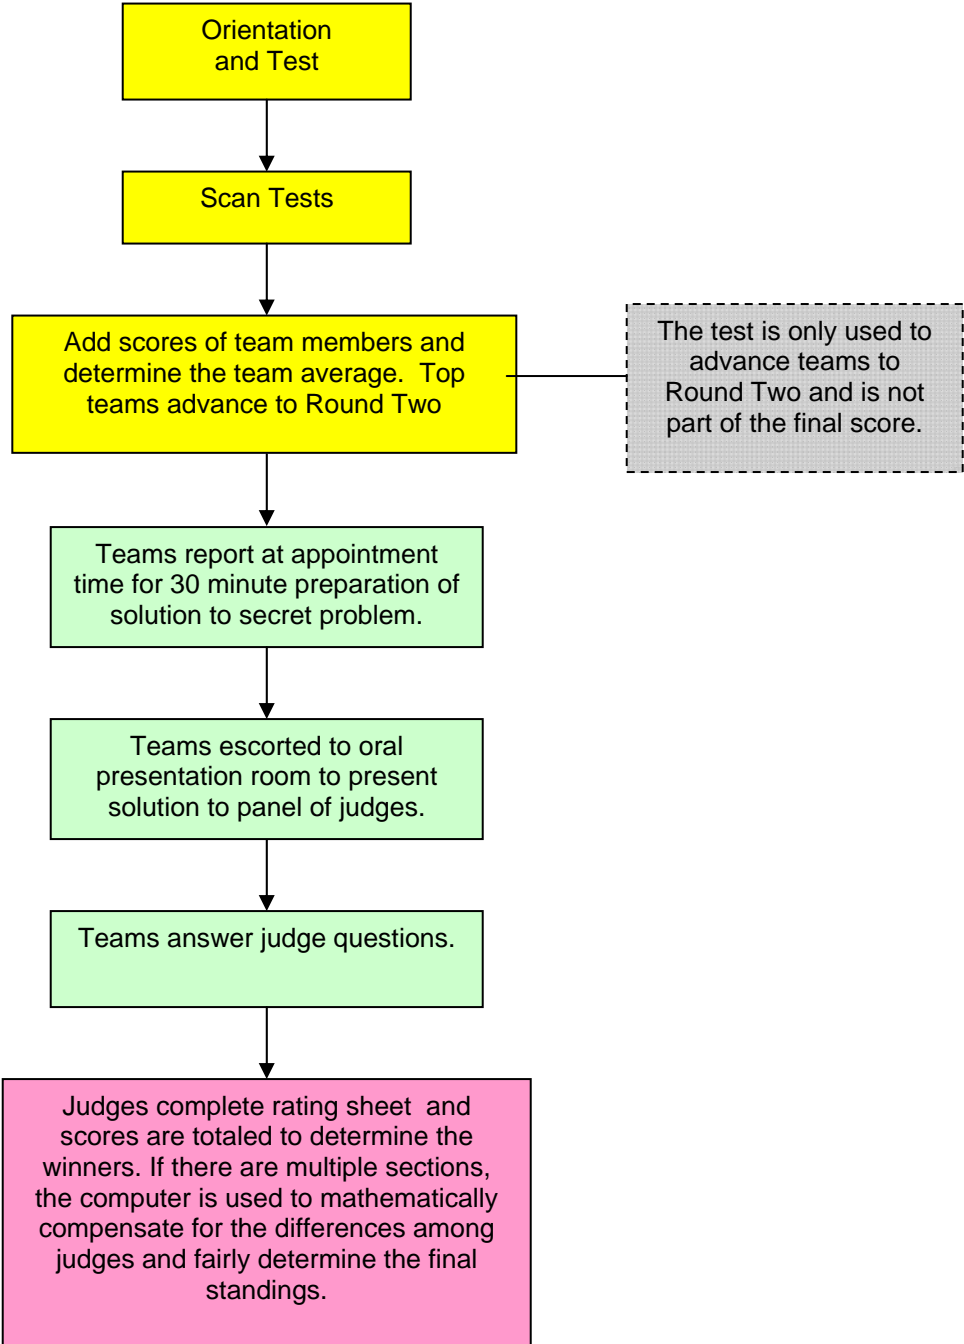 Orientation
and Test
Scan Tests
Add scores of team members and
determine the team average.  Top
teams advance to Round Two
The test is only used to
advance teams to
Round Two and is not
part of the final score.
Teams report at appointment
time for 30 minute preparation of
solution to secret problem.
Teams escorted to oral
presentation room to present
solution to panel of judges.
Teams answer judge questions.
Judges complete rating sheet  and
scores are totaled to determine the
winners. If there are multiple sections,
the computer is used to mathematically
compensate for the differences among
judges and fairly determine the final
standings.